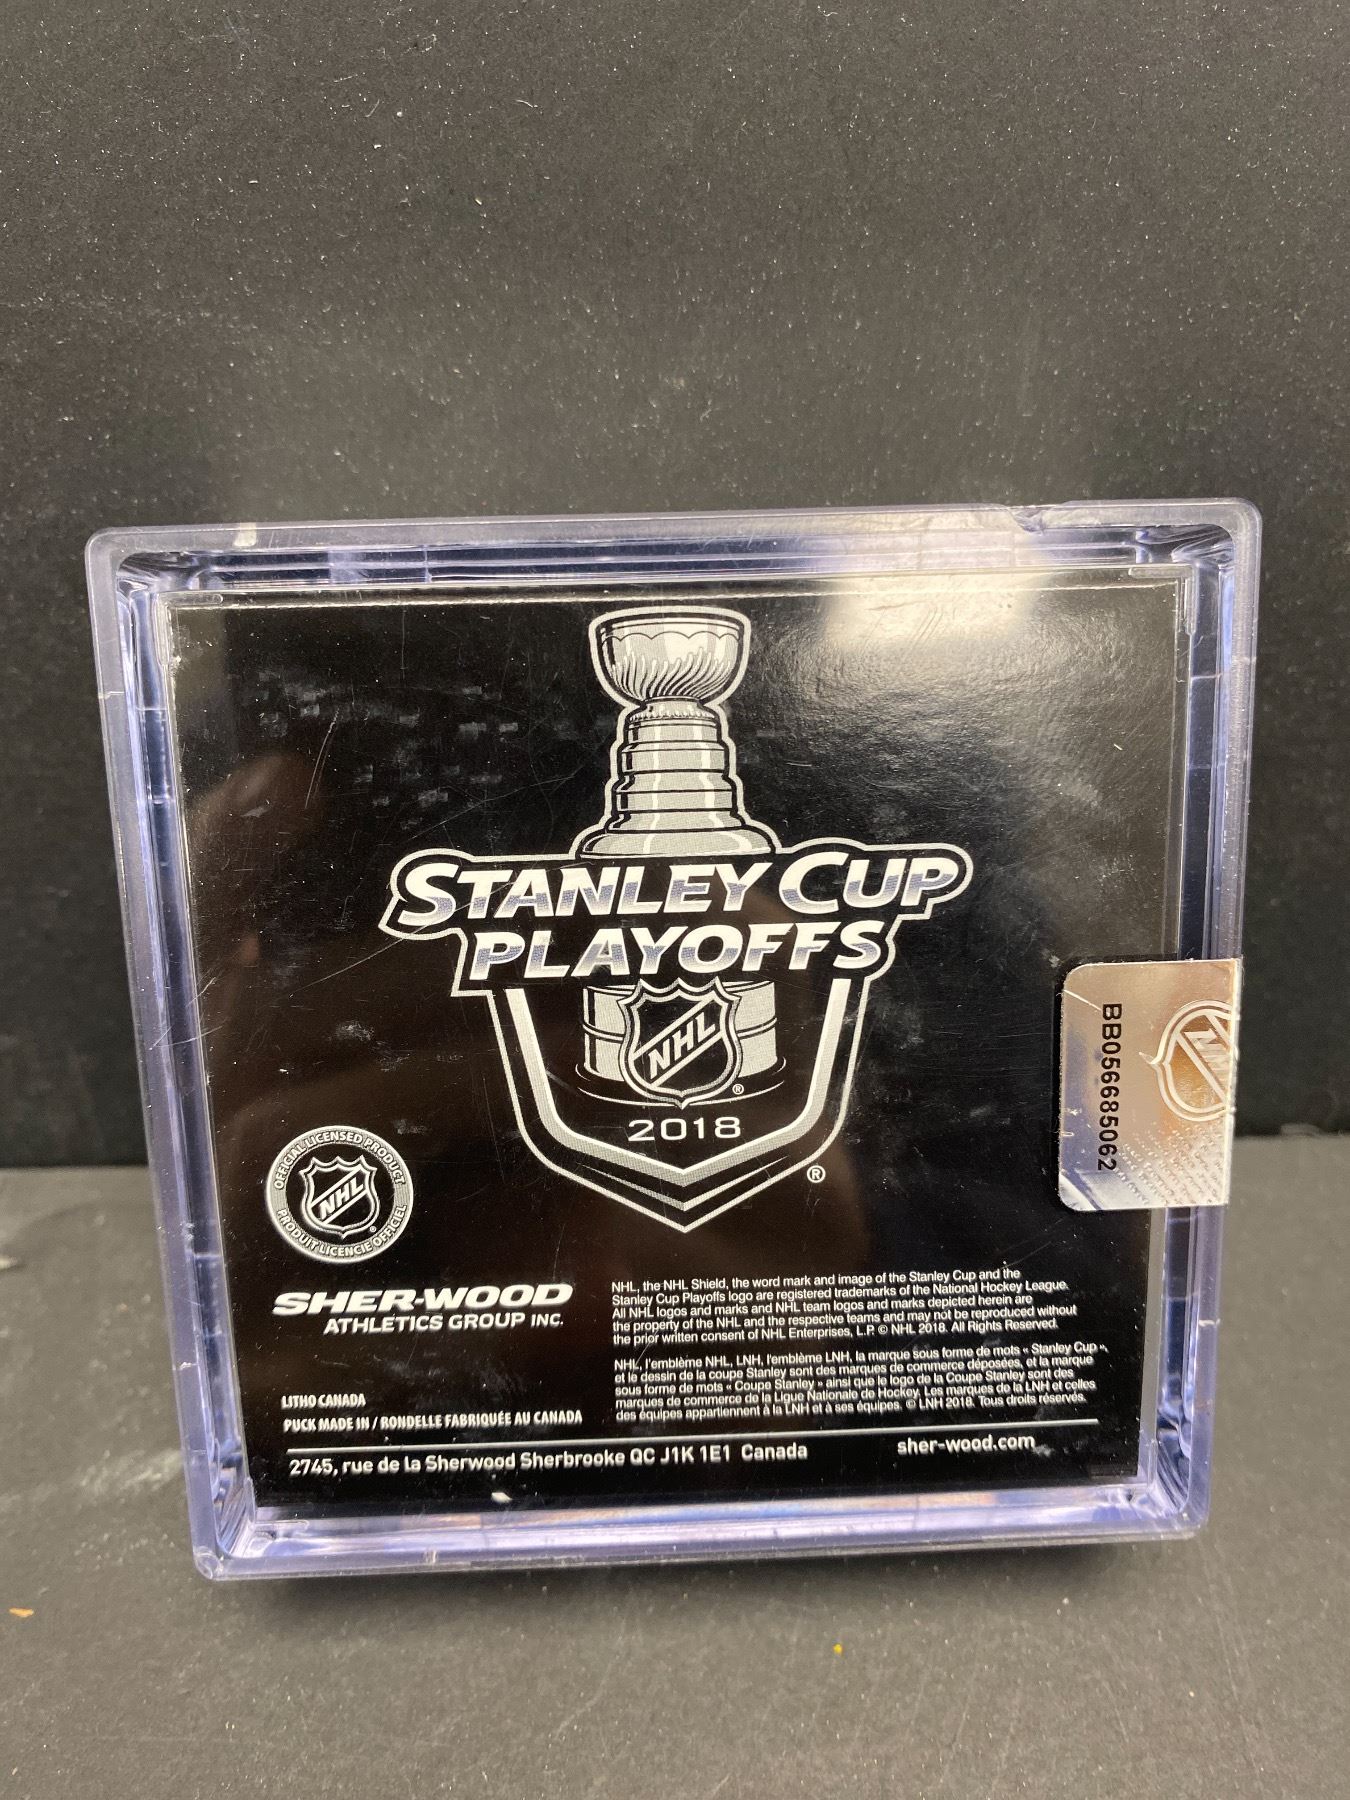 STANLEY CUP
PLAYOFFS
NHL
®
2018
®
BB056685062
NHL
OFFICIAL LICENSED PRODUCT
NHL
®
PRODUIT LICENCIÉ OFFICIEL
SHER-WOOD
ATHLETICS GROUP INC.
LITHO CANADA
PUCK MADE IN / RONDELLE FABRIQUÉE AU CANADA
NHL, the NHL Shield, the word mark and image of the Stanley Cup and the
Stanley Cup Playoffs logo are registered trademarks of the National Hockey League.
All NHL logos and marks and NHL team logos and marks depicted herein are
the property of the NHL and the respective teams and may not be reproduced without
the prior written consent of NHL Enterprises, L.P. © NHL 2018. All Rights Reserved.
NHL, l'emblème NHL, LNH, l'emblème LNH, la marque sous forme de mots « Stanley Cup »,
et le dessin de la coupe Stanley sont des marques de commerce déposées, et la marque
sous forme de mots « Coupe Stanley » ainsi que le logo de la Coupe Stanley sont des
marques de commerce de la Ligue Nationale de Hockey. Les marques de la LNH et celles
des équipes appartiennent à la LNH et à ses équipes. © LNH 2018. Tous droits réservés.
2745, rue de la Sherwood Sherbrooke QC J1K 1E1 Canada
sher-wood.com